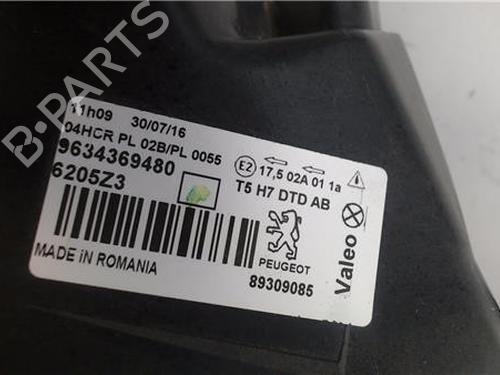 11h09 30/07/16
04HCR PL 02B/PL 0055
9634369480
6205Z3
E2 17,5 02A 01 1a
T5 H7 DTD AB
PEUGEOT
Valeo
MADE iN ROMANIA
89309085